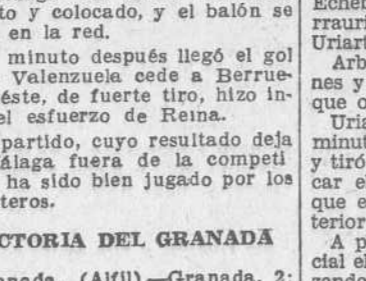 to y colocado, y el balón se
en la red.
minuto después llegó el gol
Valenzuela cede a Berrue-
éste, de fuerte tiro, hizo in-
el esfuerzo de Reina.
partido, cuyo resultado deja
álaga fuera de la competi
ha sido bien jugado por los
teros.
CTORIA DEL GRANADA
anada, (Alfil).—Granada, 2;
Echeb
rrauri
Uriart
Arb
nes y
que o
Uria
minut
y tiró
car el
que e
terior
A p
cial el
zando